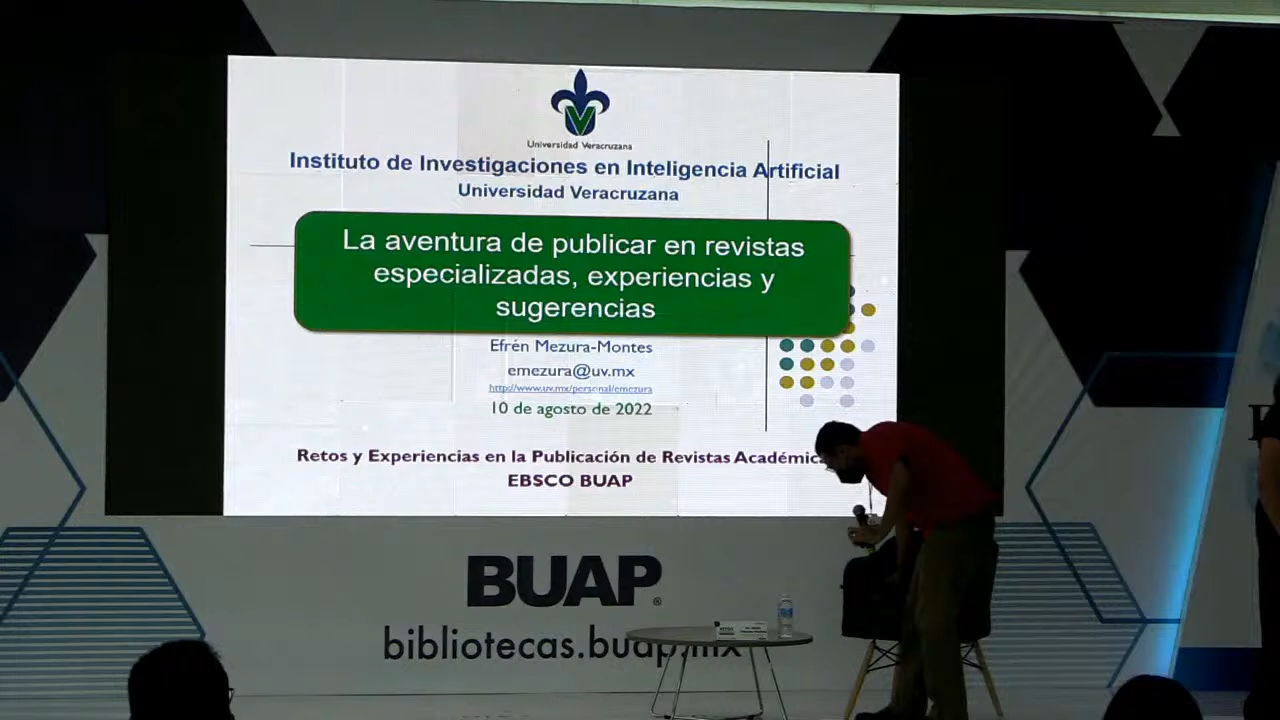 Universidad Veracruzana
Instituto de Investigaciones en Inteligencia Artificial
Universidad Veracruzana
La aventura de publicar en revistas
especializadas, experiencias y
sugerencias
Efrén Mezura-Montes
emezura@uv.mx
http://www.uv.mx/personal/emezura
10 de agosto de 2022
Retos y Experiencias en la Publicación de Revistas Académic
EBSCO BUAP
BUAP®
bibliotecas.buap.mx